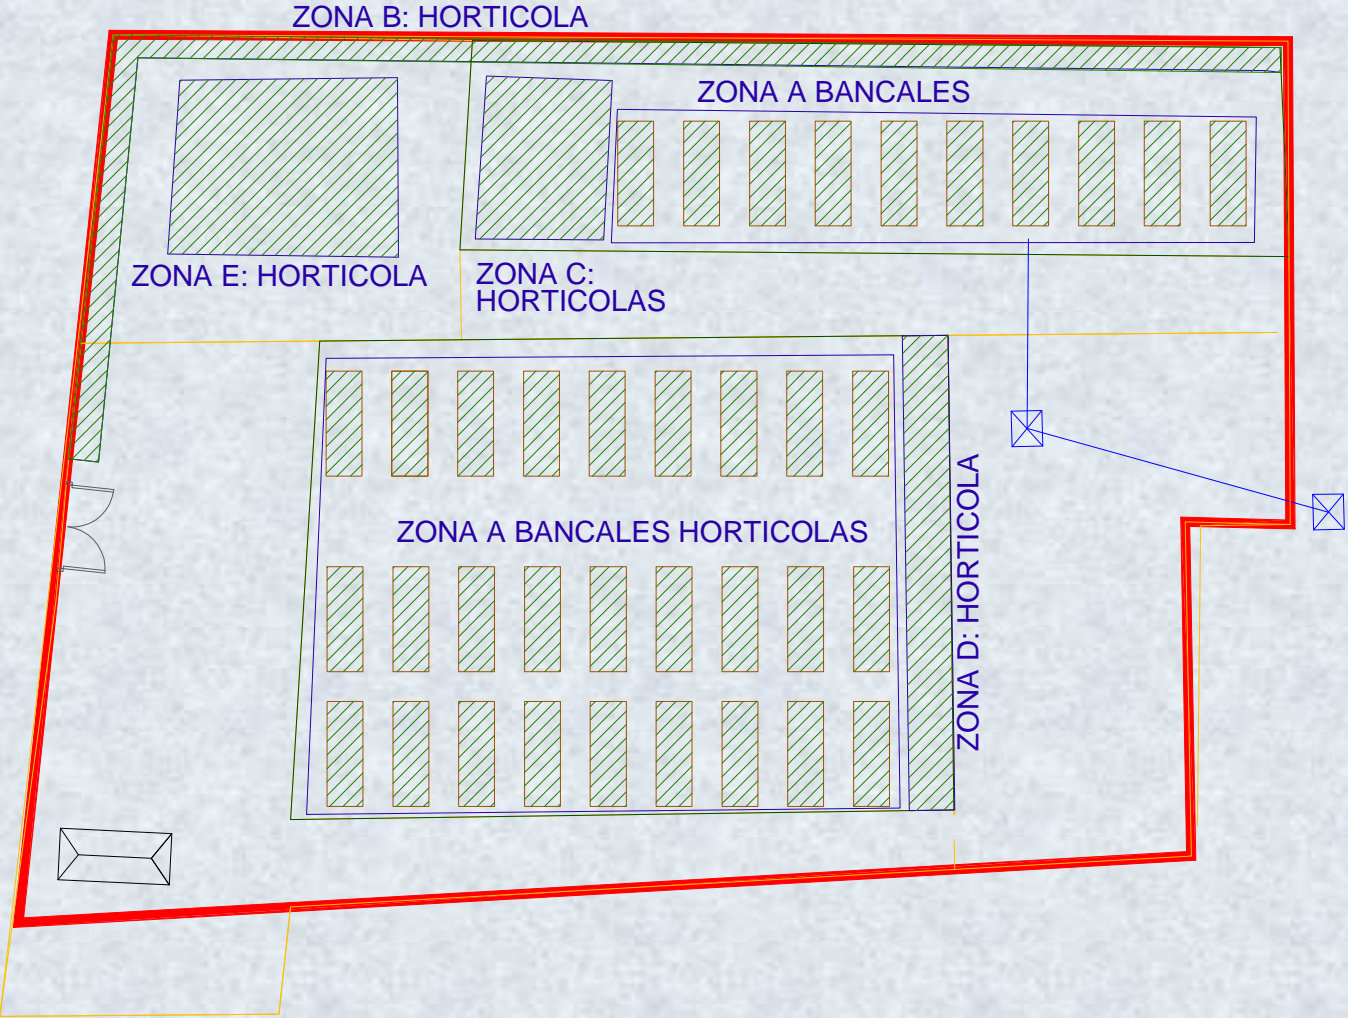 ZONA B: HORTICOLA
ZONA A BANCALES
ZONA E: HORTICOLA
ZONA C:
HORTICOLAS
ZONA A BANCALES HORTICOLAS
ZONA D: HORTICOLA